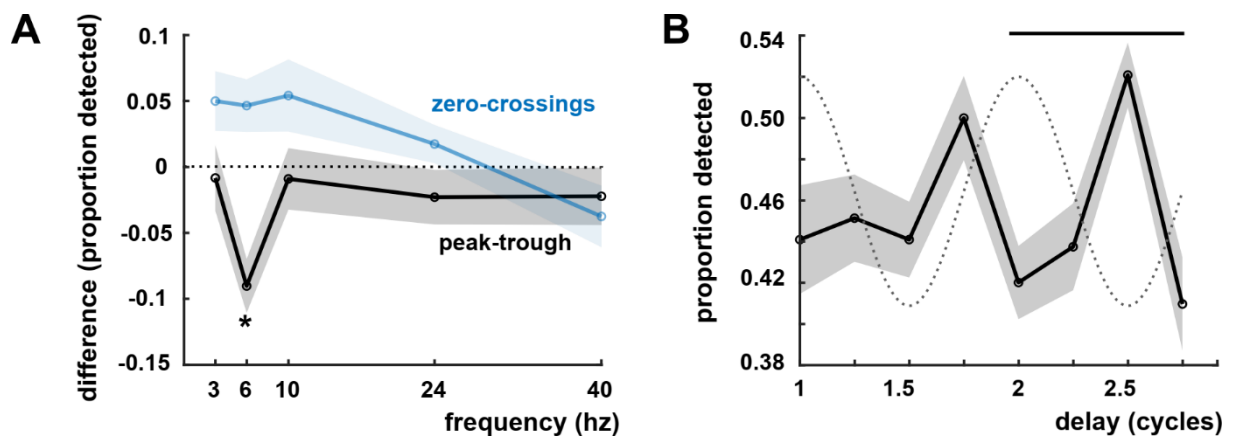 A
difference (proportion detected)
0.1
0.05
0
-0.05
-0.1
-0.15
zero-crossings
peak-trough
*
3 6 10 24 40
frequency (hz)
B
proportion detected
0.54
0.50
0.46
0.42
0.38
1 1.5 2 2.5
delay (cycles)